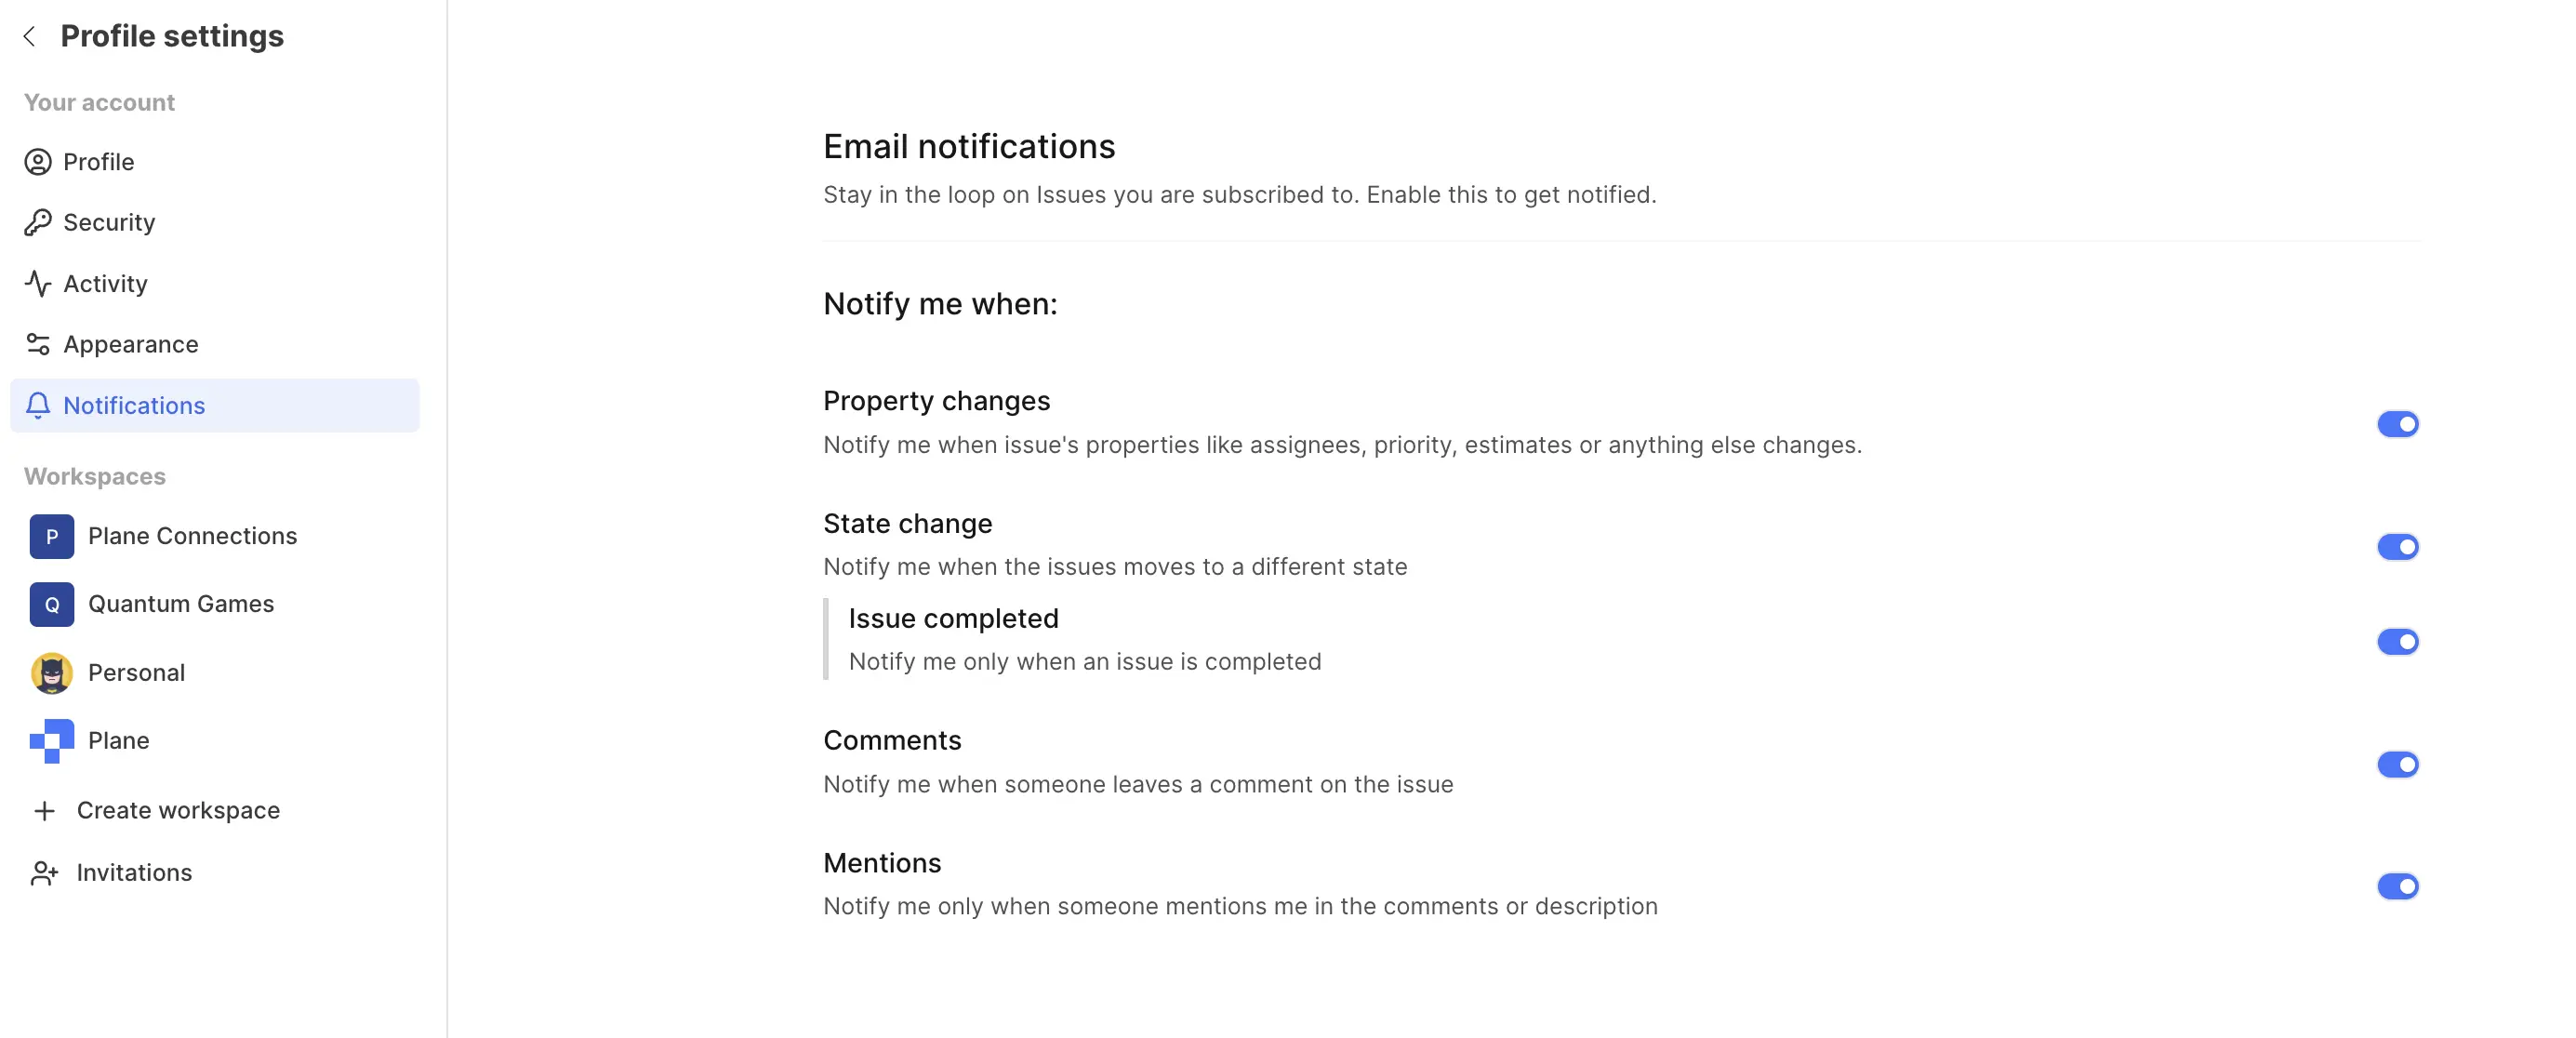 Profile settings
Your account
Profile
Security
Activity
Appearance
Notifications
Workspaces
P Plane Connections
Q Quantum Games
Personal
Plane
Create workspace
Invitations
Email notifications
Stay in the loop on Issues you are subscribed to. Enable this to get notified.
Notify me when:
Property changes
Notify me when issue's properties like assignees, priority, estimates or anything else changes.
State change
Notify me when the issues moves to a different state
Issue completed
Notify me only when an issue is completed
Comments
Notify me when someone leaves a comment on the issue
Mentions
Notify me only when someone mentions me in the comments or description